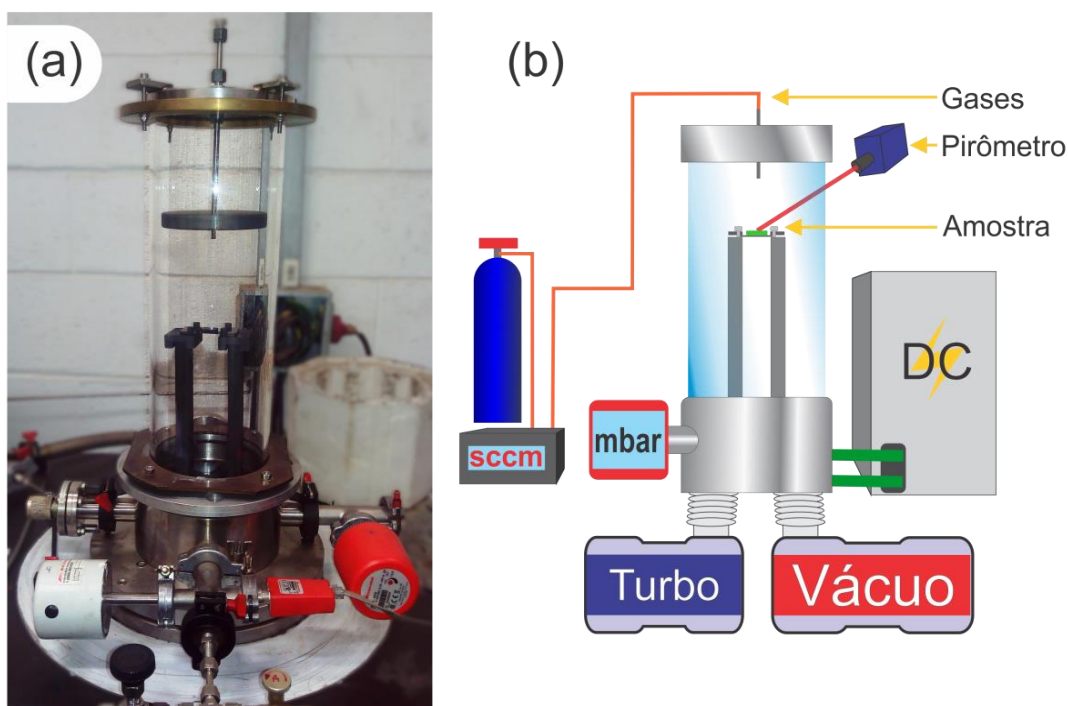 (a)
(b)
Gases
Pirômetro
Amostra
DC
mbar
sccm
Turbo
Vácuo